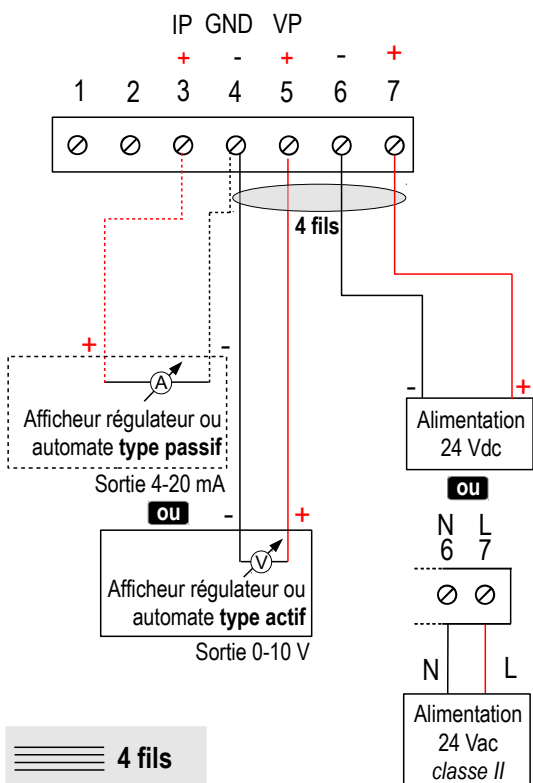 IP GND VP
+ - + - +
1 2 3 4 5 6 7
4 fils
+ -
A
Afficheur régulateur ou
automate type passif
Sortie 4-20 mA
ou
- +
V
Afficheur régulateur ou
automate type actif
Sortie 0-10 V
- +
Alimentation
24 Vdc
ou
N L
6 7
N L
Alimentation
24 Vac
classe II
4 fils